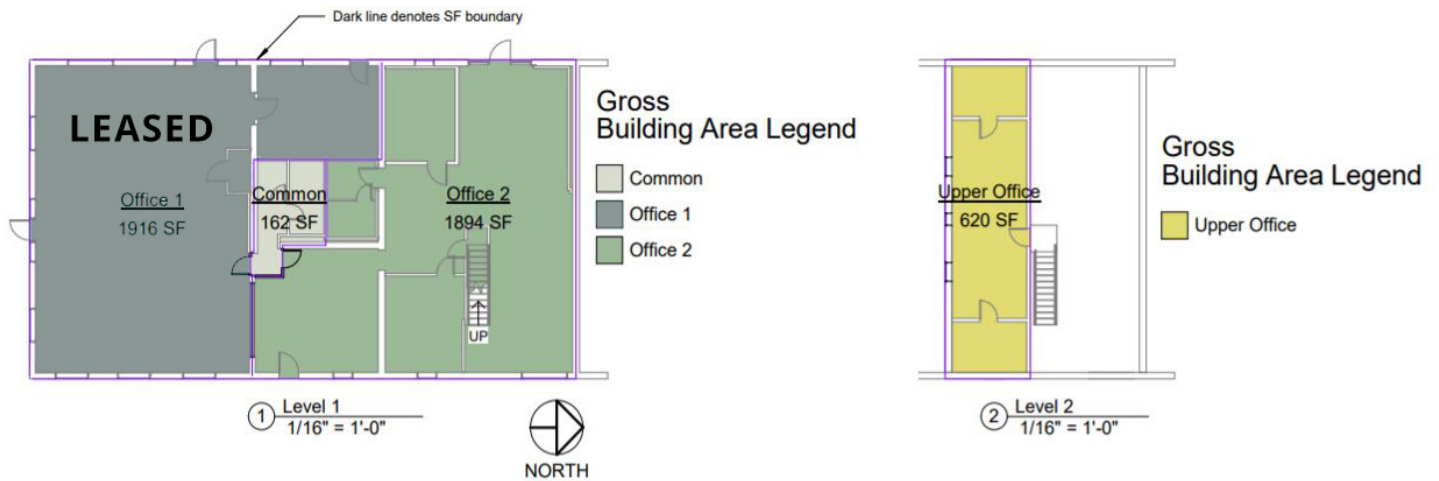 Dark line denotes SF boundary
LEASED
Office 1
1916 SF
Common
162 SF
Office 2
1894 SF
UP
Gross
Building Area Legend
Common
Office 1
Office 2
1
Level 1
1/16" = 1'-0"
NORTH
Upper Office
620 SF
Gross
Building Area Legend
Upper Office
2
Level 2
1/16" = 1'-0"